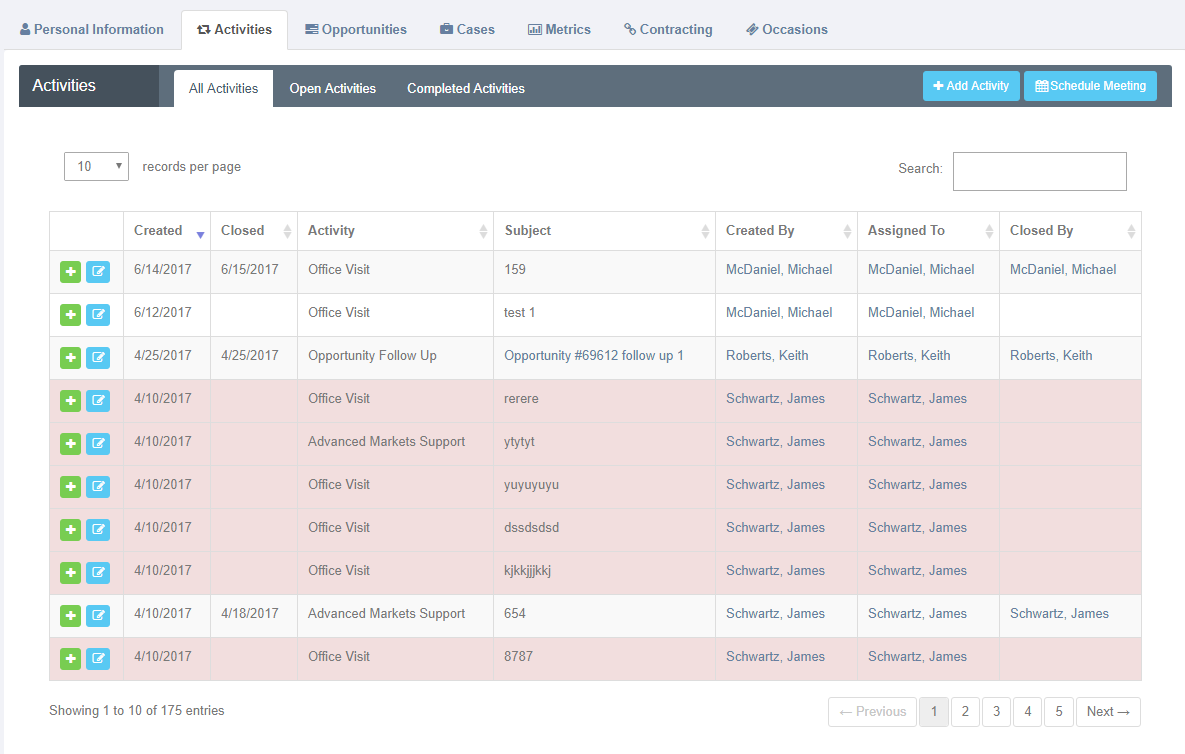 Personal Information Activities Opportunities Cases Metrics Contracting Occasions
Activities All Activities Open Activities Completed Activities Add Activity Schedule Meeting
10 records per page Search:
Created Closed Activity Subject Created By Assigned To Closed By
6/14/2017 6/15/2017 Office Visit 159 McDaniel, Michael McDaniel, Michael McDaniel, Michael
6/12/2017 Office Visit test 1 McDaniel, Michael McDaniel, Michael
4/25/2017 4/25/2017 Opportunity Follow Up Opportunity #69612 follow up 1 Roberts, Keith Roberts, Keith Roberts, Keith
4/10/2017 Office Visit rerere Schwartz, James Schwartz, James
4/10/2017 Advanced Markets Support ytytyt Schwartz, James Schwartz, James
4/10/2017 Office Visit yuyuyuyu Schwartz, James Schwartz, James
4/10/2017 Office Visit dssdsdsd Schwartz, James Schwartz, James
4/10/2017 Office Visit kjkkjjjkkj Schwartz, James Schwartz, James
4/10/2017 4/18/2017 Advanced Markets Support 654 Schwartz, James Schwartz, James Schwartz, James
4/10/2017 Office Visit 8787 Schwartz, James Schwartz, James
Showing 1 to 10 of 175 entries ← Previous 1 2 3 4 5 Next →